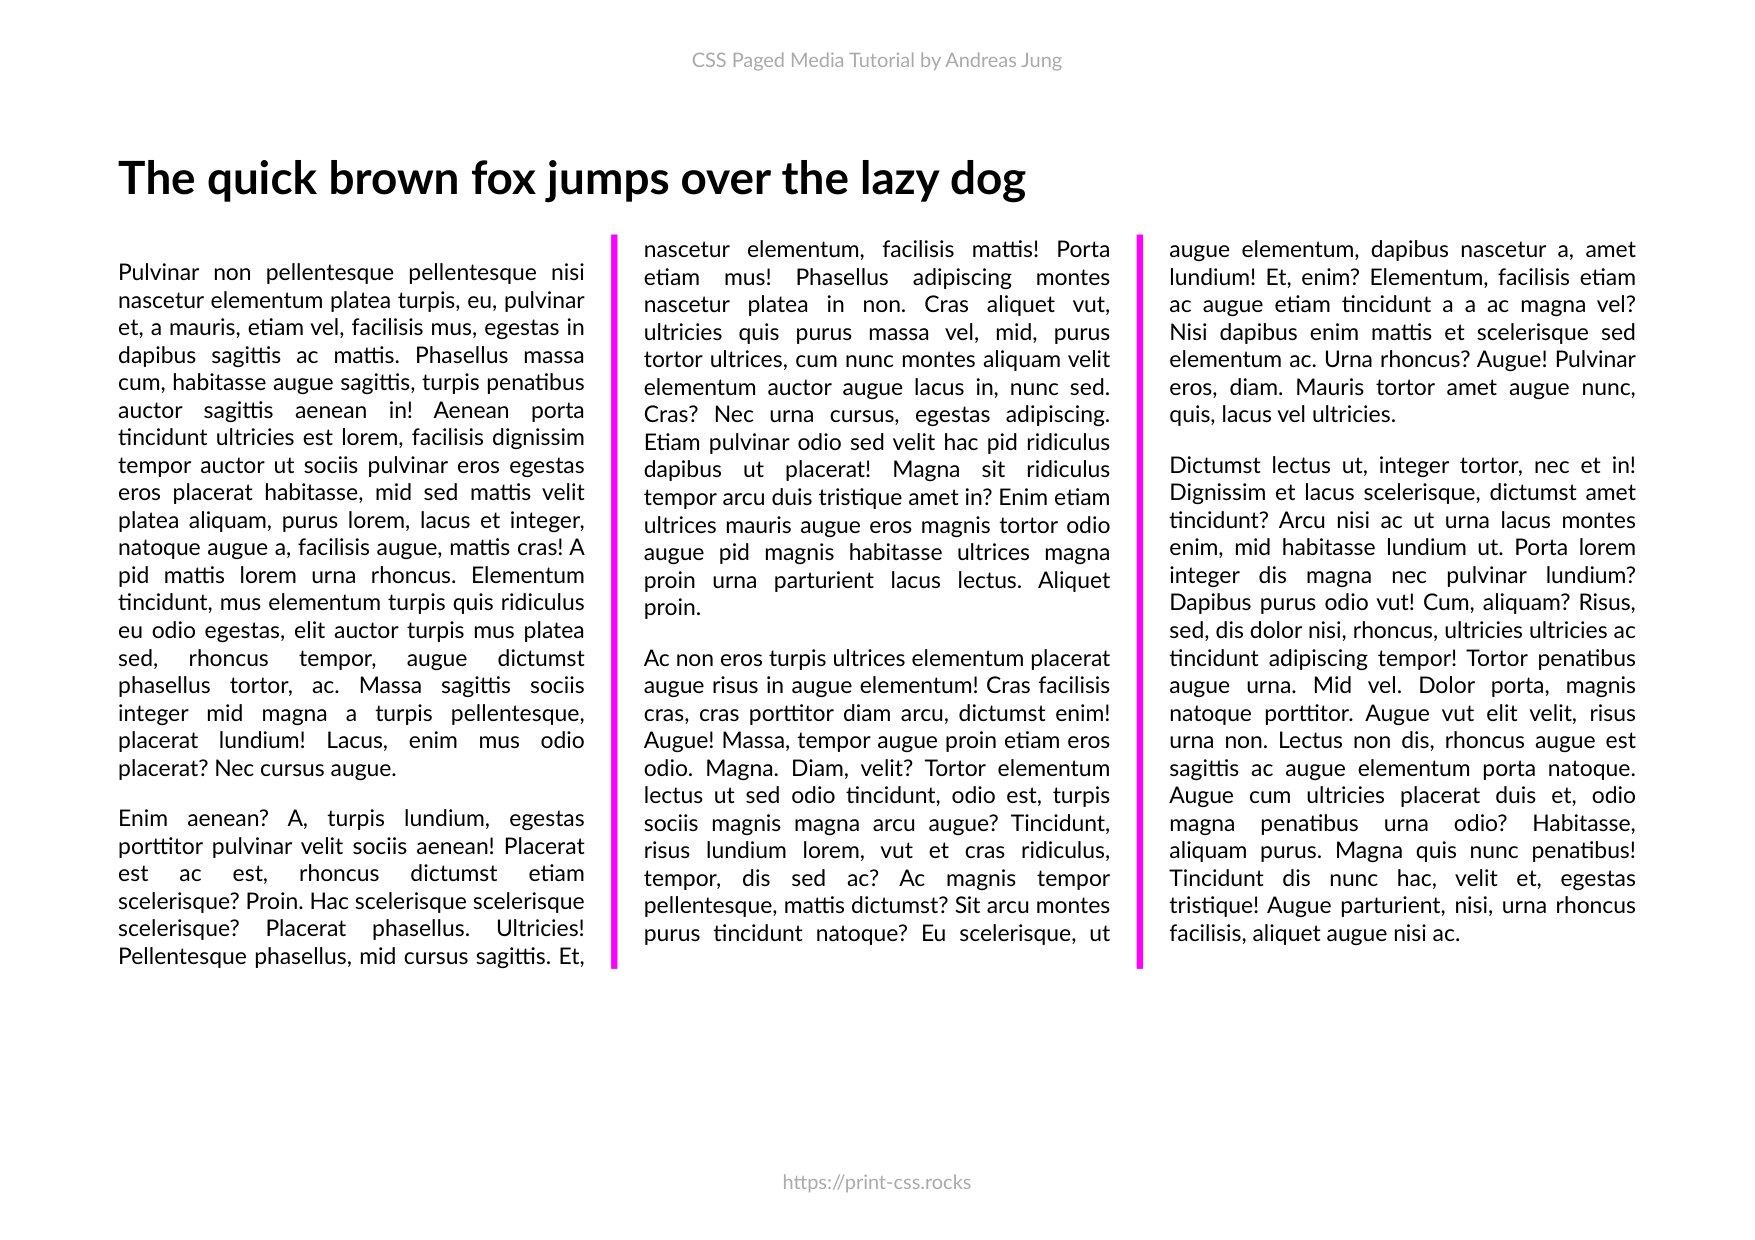 CSS Paged Media Tutorial by Andreas Jung
The quick brown fox jumps over the lazy dog
Pulvinar non pellentesque pellentesque nisi
nascetur elementum platea turpis, eu, pulvinar
et, a mauris, etiam vel, facilisis mus, egestas in
dapibus sagittis ac mattis. Phasellus massa
cum, habitasse augue sagittis, turpis penatibus
auctor sagittis aenean in! Aenean porta
tincidunt ultricies est lorem, facilisis dignissim
tempor auctor ut sociis pulvinar eros egestas
eros placerat habitasse, mid sed mattis velit
platea aliquam, purus lorem, lacus et integer,
natoque augue a, facilisis augue, mattis cras! A
pid mattis lorem urna rhoncus. Elementum
tincidunt, mus elementum turpis quis ridiculus
eu odio egestas, elit auctor turpis mus platea
sed, rhoncus tempor, augue dictumst
phasellus tortor, ac. Massa sagittis sociis
integer mid magna a turpis pellentesque,
placerat lundium! Lacus, enim mus odio
placerat? Nec cursus augue.
Enim aenean? A, turpis lundium, egestas
porttitor pulvinar velit sociis aenean! Placerat
est ac est, rhoncus dictumst etiam
scelerisque? Proin. Hac scelerisque scelerisque
scelerisque? Placerat phasellus. Ultricies!
Pellentesque phasellus, mid cursus sagittis. Et,
nascetur elementum, facilisis mattis! Porta
etiam mus! Phasellus adipiscing montes
nascetur platea in non. Cras aliquet vut,
ultricies quis purus massa vel, mid, purus
tortor ultrices, cum nunc montes aliquam velit
elementum auctor augue lacus in, nunc sed.
Cras? Nec urna cursus, egestas adipiscing.
Etiam pulvinar odio sed velit hac pid ridiculus
dapibus ut placerat! Magna sit ridiculus
tempor arcu duis tristique amet in? Enim etiam
ultrices mauris augue eros magnis tortor odio
augue pid magnis habitasse ultrices magna
proin urna parturient lacus lectus. Aliquet
proin.
Ac non eros turpis ultrices elementum placerat
augue risus in augue elementum! Cras facilisis
cras, cras porttitor diam arcu, dictumst enim!
Augue! Massa, tempor augue proin etiam eros
odio. Magna. Diam, velit? Tortor elementum
lectus ut sed odio tincidunt, odio est, turpis
sociis magnis magna arcu augue? Tincidunt,
risus lundium lorem, vut et cras ridiculus,
tempor, dis sed ac? Ac magnis tempor
pellentesque, mattis dictumst? Sit arcu montes
purus tincidunt natoque? Eu scelerisque, ut
augue elementum, dapibus nascetur a, amet
lundium! Et, enim? Elementum, facilisis etiam
ac augue etiam tincidunt a a ac magna vel?
Nisi dapibus enim mattis et scelerisque sed
elementum ac. Urna rhoncus? Augue! Pulvinar
eros, diam. Mauris tortor amet augue nunc,
quis, lacus vel ultricies.
Dictumst lectus ut, integer tortor, nec et in!
Dignissim et lacus scelerisque, dictumst amet
tincidunt? Arcu nisi ac ut urna lacus montes
enim, mid habitasse lundium ut. Porta lorem
integer dis magna nec pulvinar lundium?
Dapibus purus odio vut! Cum, aliquam? Risus,
sed, dis dolor nisi, rhoncus, ultricies ultricies ac
tincidunt adipiscing tempor! Tortor penatibus
augue urna. Mid vel. Dolor porta, magnis
natoque porttitor. Augue vut elit velit, risus
urna non. Lectus non dis, rhoncus augue est
sagittis ac augue elementum porta natoque.
Augue cum ultricies placerat duis et, odio
magna penatibus urna odio? Habitasse,
aliquam purus. Magna quis nunc penatibus!
Tincidunt dis nunc hac, velit et, egestas
tristique! Augue parturient, nisi, urna rhoncus
facilisis, aliquet augue nisi ac.
https://print-css.rocks